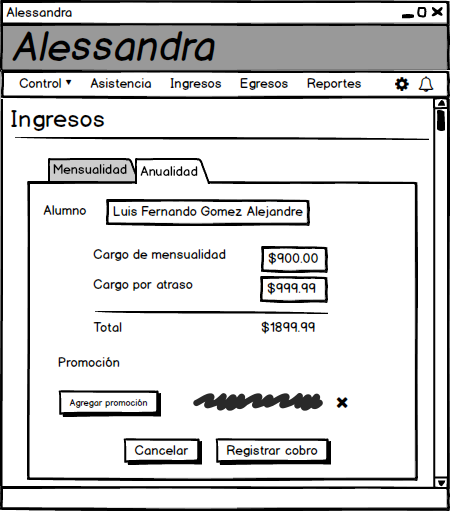 Alessandra
Alessandra
Control Asistencia Ingresos Egresos Reportes
Ingresos
Mensualidad Anualidad
Alumno Luis Fernando Gomez Alejandre
Cargo de mensualidad $900.00
Cargo por atraso $999.99
Total $1899.99
Promoción
Agregar promoción
Cancelar Registrar cobro